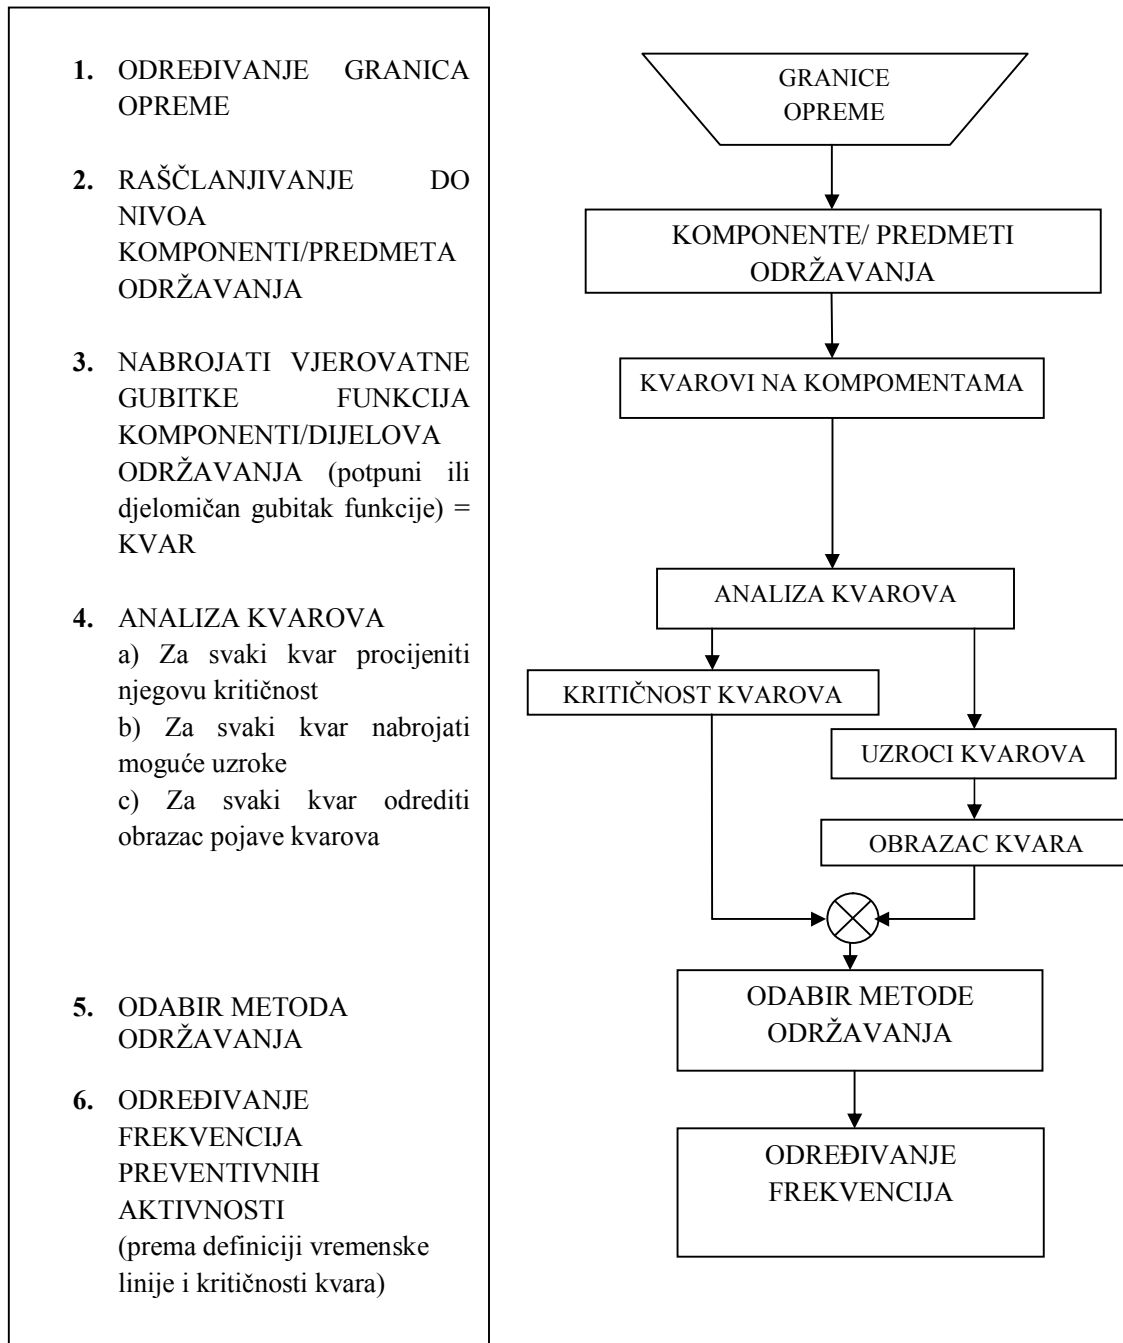 1. ODREĐIVANJE GRANICA
OPREME
2. RAŠČLANJIVANJE DO
NIVOA
KOMPONENTI/PREDMETA
ODRŽAVANJA
3. NABROJATI VJEROVATNE
GUBITKE FUNKCIJA
KOMPONENTI/DIJELOVA
ODRŽAVANJA (potpuni ili
djelomičan gubitak funkcije) =
KVAR
4. ANALIZA KVAROVA
a) Za svaki kvar procijeniti
njegovu kritičnost
b) Za svaki kvar nabrojati
moguće uzroke
c) Za svaki kvar odrediti
obrazac pojave kvarova
5. ODABIR METODA
ODRŽAVANJA
6. ODREĐIVANJE
FREKVENCIJA
PREVENTIVNIH
AKTIVNOSTI
(prema definiciji vremenske
linije i kritičnosti kvara)
GRANICE
OPREME
KOMPONENTE/ PREDMETI
ODRŽAVANJA
KVAROVI NA KOMPOMENTAMA
ANALIZA KVAROVA
KRITIČNOST KVAROVA
UZROCI KVAROVA
OBRAZAC KVARA
ODABIR METODE
ODRŽAVANJA
ODREĐIVANJE
FREKVENCIJA